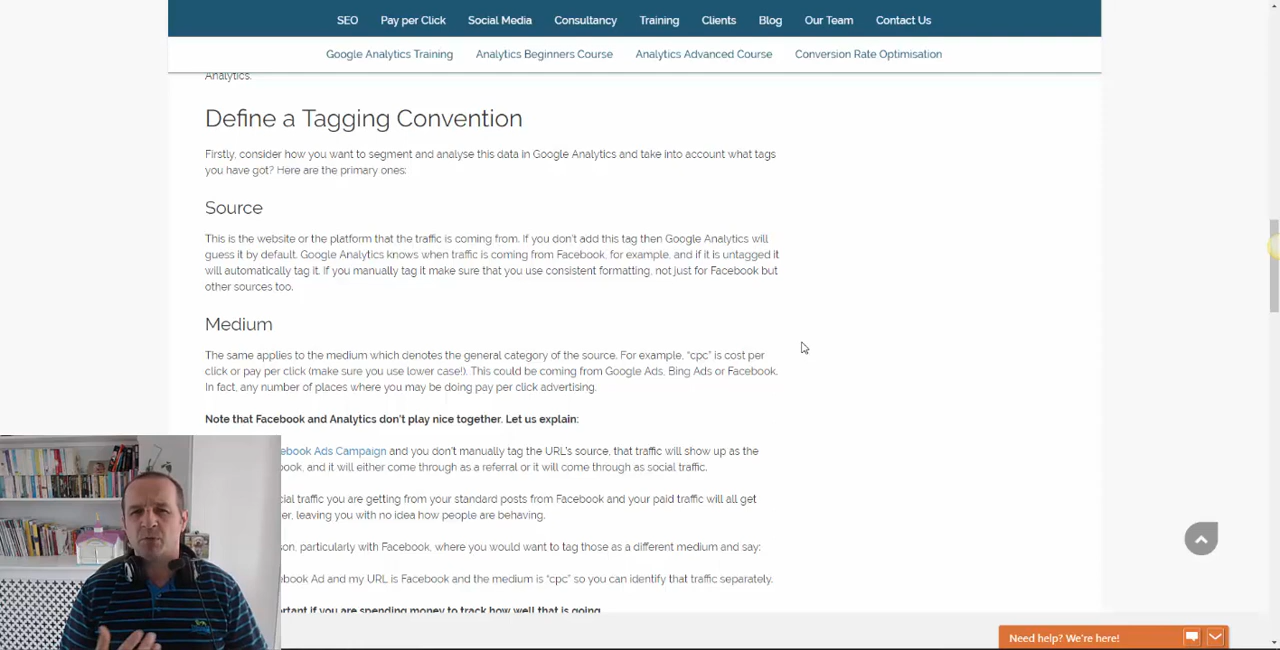 SEO Pay per Click Social Media Consultancy Training Clients Blog Our Team Contact Us
Google Analytics Training Analytics Beginners Course Analytics Advanced Course Conversion Rate Optimisation
Analytics.
Define a Tagging Convention
Firstly, consider how you want to segment and analyse this data in Google Analytics and take into account what tags
you have got? Here are the primary ones:
Source
This is the website or the platform that the traffic is coming from. If you don't add this tag then Google Analytics will
guess it by default. Google Analytics knows when traffic is coming from Facebook, for example, and if it is untagged it
will automatically tag it. If you manually tag it make sure that you use consistent formatting, not just for Facebook but
other sources too.
Medium
The same applies to the medium which denotes the general category of the source. For example, “cpc” is cost per
click or pay per click (make sure you use lower case!). This could be coming from Google Ads, Bing Ads or Facebook.
In fact, any number of places where you may be doing pay per click advertising.
Note that Facebook and Analytics don't play nice together. Let us explain:
ebook Ads Campaign and you don't manually tag the URL's source, that traffic will show up as the
book, and it will either come through as a referral or it will come through as social traffic.
cial traffic you are getting from your standard posts from Facebook and your paid traffic will all get
er, leaving you with no idea how people are behaving.
son, particularly with Facebook, where you would want to tag those as a different medium and say:
ebook Ad and my URL is Facebook and the medium is “cpc” so you can identify that traffic separately.
rtant if you are spending money to track how well that is going.
Need help? We're here!